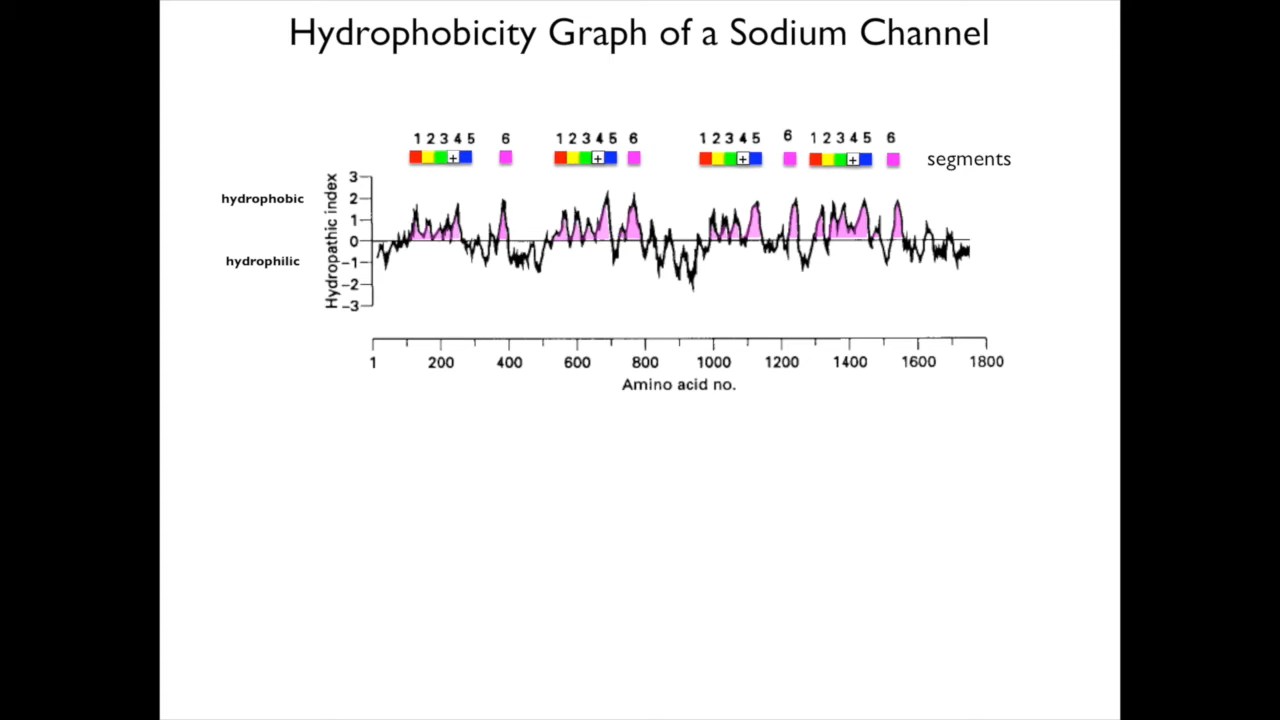 Hydrophobicity Graph of a Sodium Channel
1 2 3 4 5 6 1 2 3 4 5 6 1 2 3 4 5 6 1 2 3 4 5 6
+ + + + segments
hydrophobic
hydrophilic
Hydropathic index
3
2
1
0
−1
−2
−3
1 200 400 600 800 1000 1200 1400 1600 1800
Amino acid no.